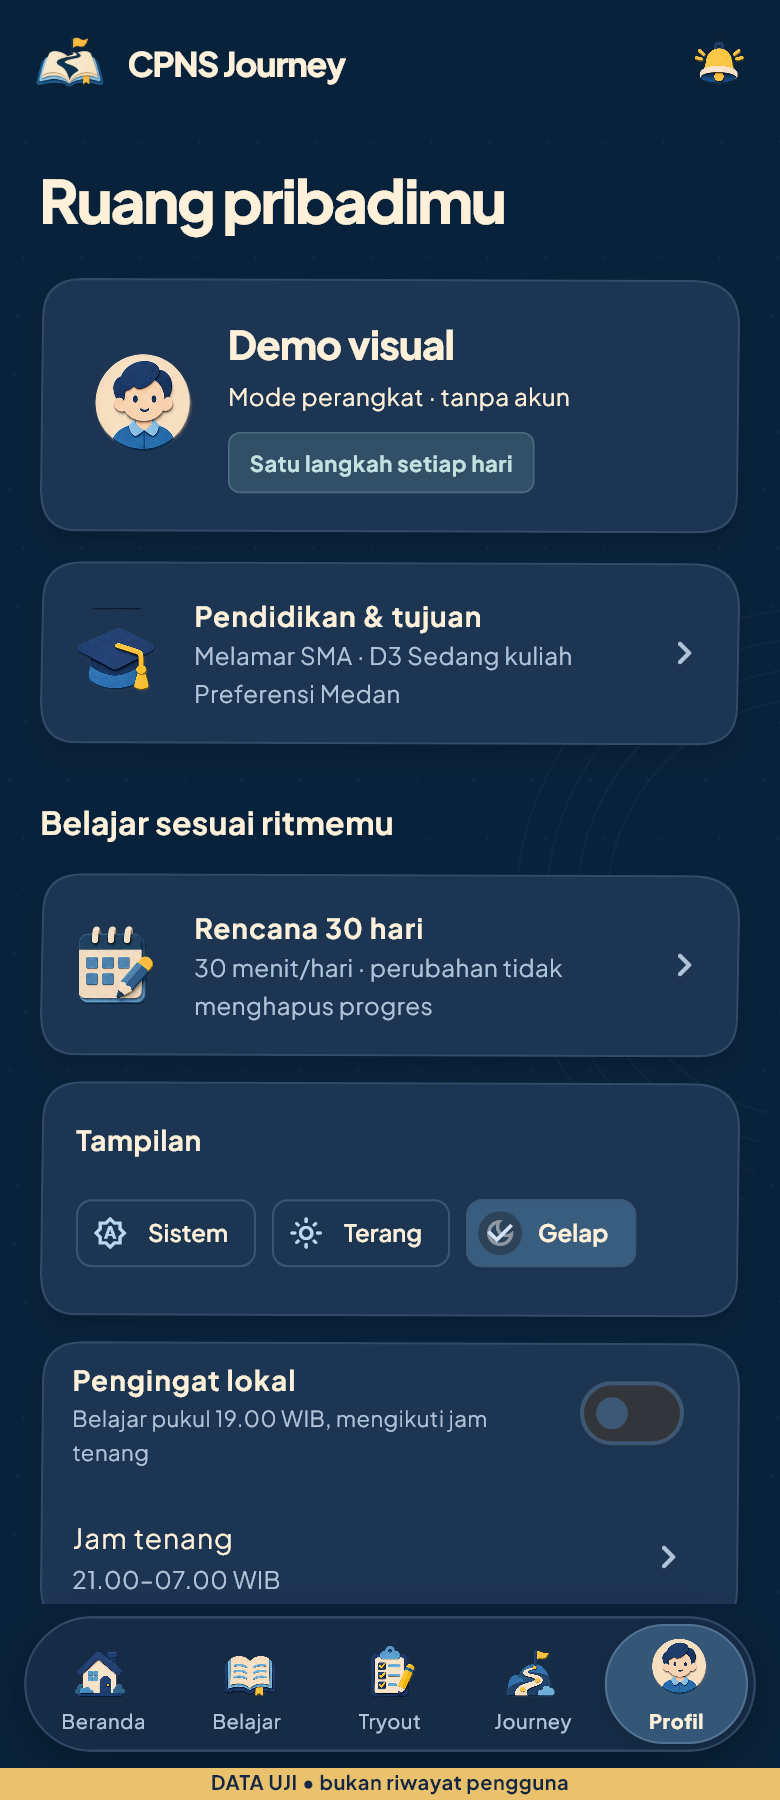 CPNS Journey
Ruang pribadimu
Demo visual
Mode perangkat · tanpa akun
Satu langkah setiap hari
Pendidikan & tujuan
Melamar SMA · D3 Sedang kuliah
Preferensi Medan
Belajar sesuai ritmemu
Rencana 30 hari
30 menit/hari · perubahan tidak
menghapus progres
Tampilan
A Sistem
Terang
Gelap
Pengingat lokal
Belajar pukul 19.00 WIB, mengikuti jam
tenang
Jam tenang
21.00–07.00 WIB
Beranda
Belajar
Tryout
Journey
Profil
DATA UJI • bukan riwayat pengguna